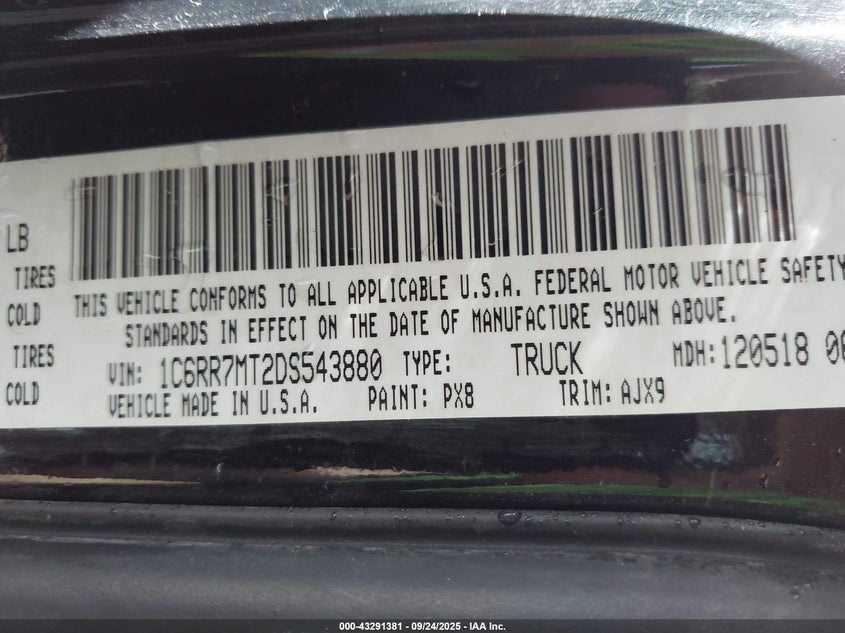 LB
TIRES
COLD
TIRES
COLD
THIS VEHICLE CONFORMS TO ALL APPLICABLE U.S.A. FEDERAL MOTOR VEHICLE SAFETY
STANDARDS IN EFFECT ON THE DATE OF MANUFACTURE SHOWN ABOVE.
VIN: 1C6RR7MT2DS543880 TYPE: TRUCK MDH: 120518
VEHICLE MADE IN U.S.A. PAINT: PX8 TRIM: AJX9
000-43291381 - 09/24/2025 - IAA Inc.